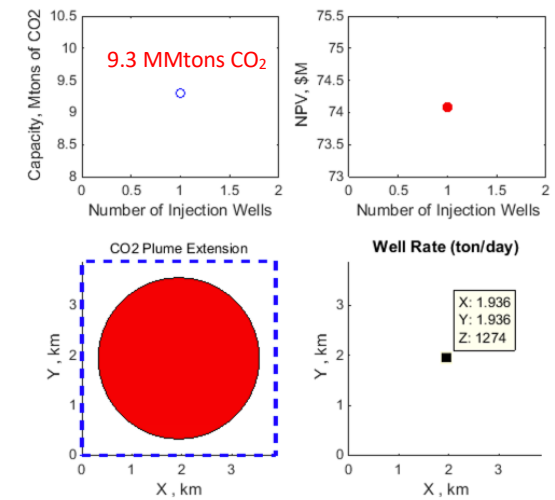 10.5
10
9.5
9
8.5
8
Capacity, Mtons of CO2
9.3 MMtons CO₂
0 0.5 1 1.5 2
Number of Injection Wells
75.5
75
74.5
74
73.5
73
NPV, $M
0 0.5 1 1.5 2
Number of Injection Wells
CO2 Plume Extension
3
2
1
0
Y , km
0 1 2 3
X , km
Well Rate (ton/day)
X: 1.936
Y: 1.936
Z: 1274
3
2
1
0
Y , km
0 1 2 3
X , km